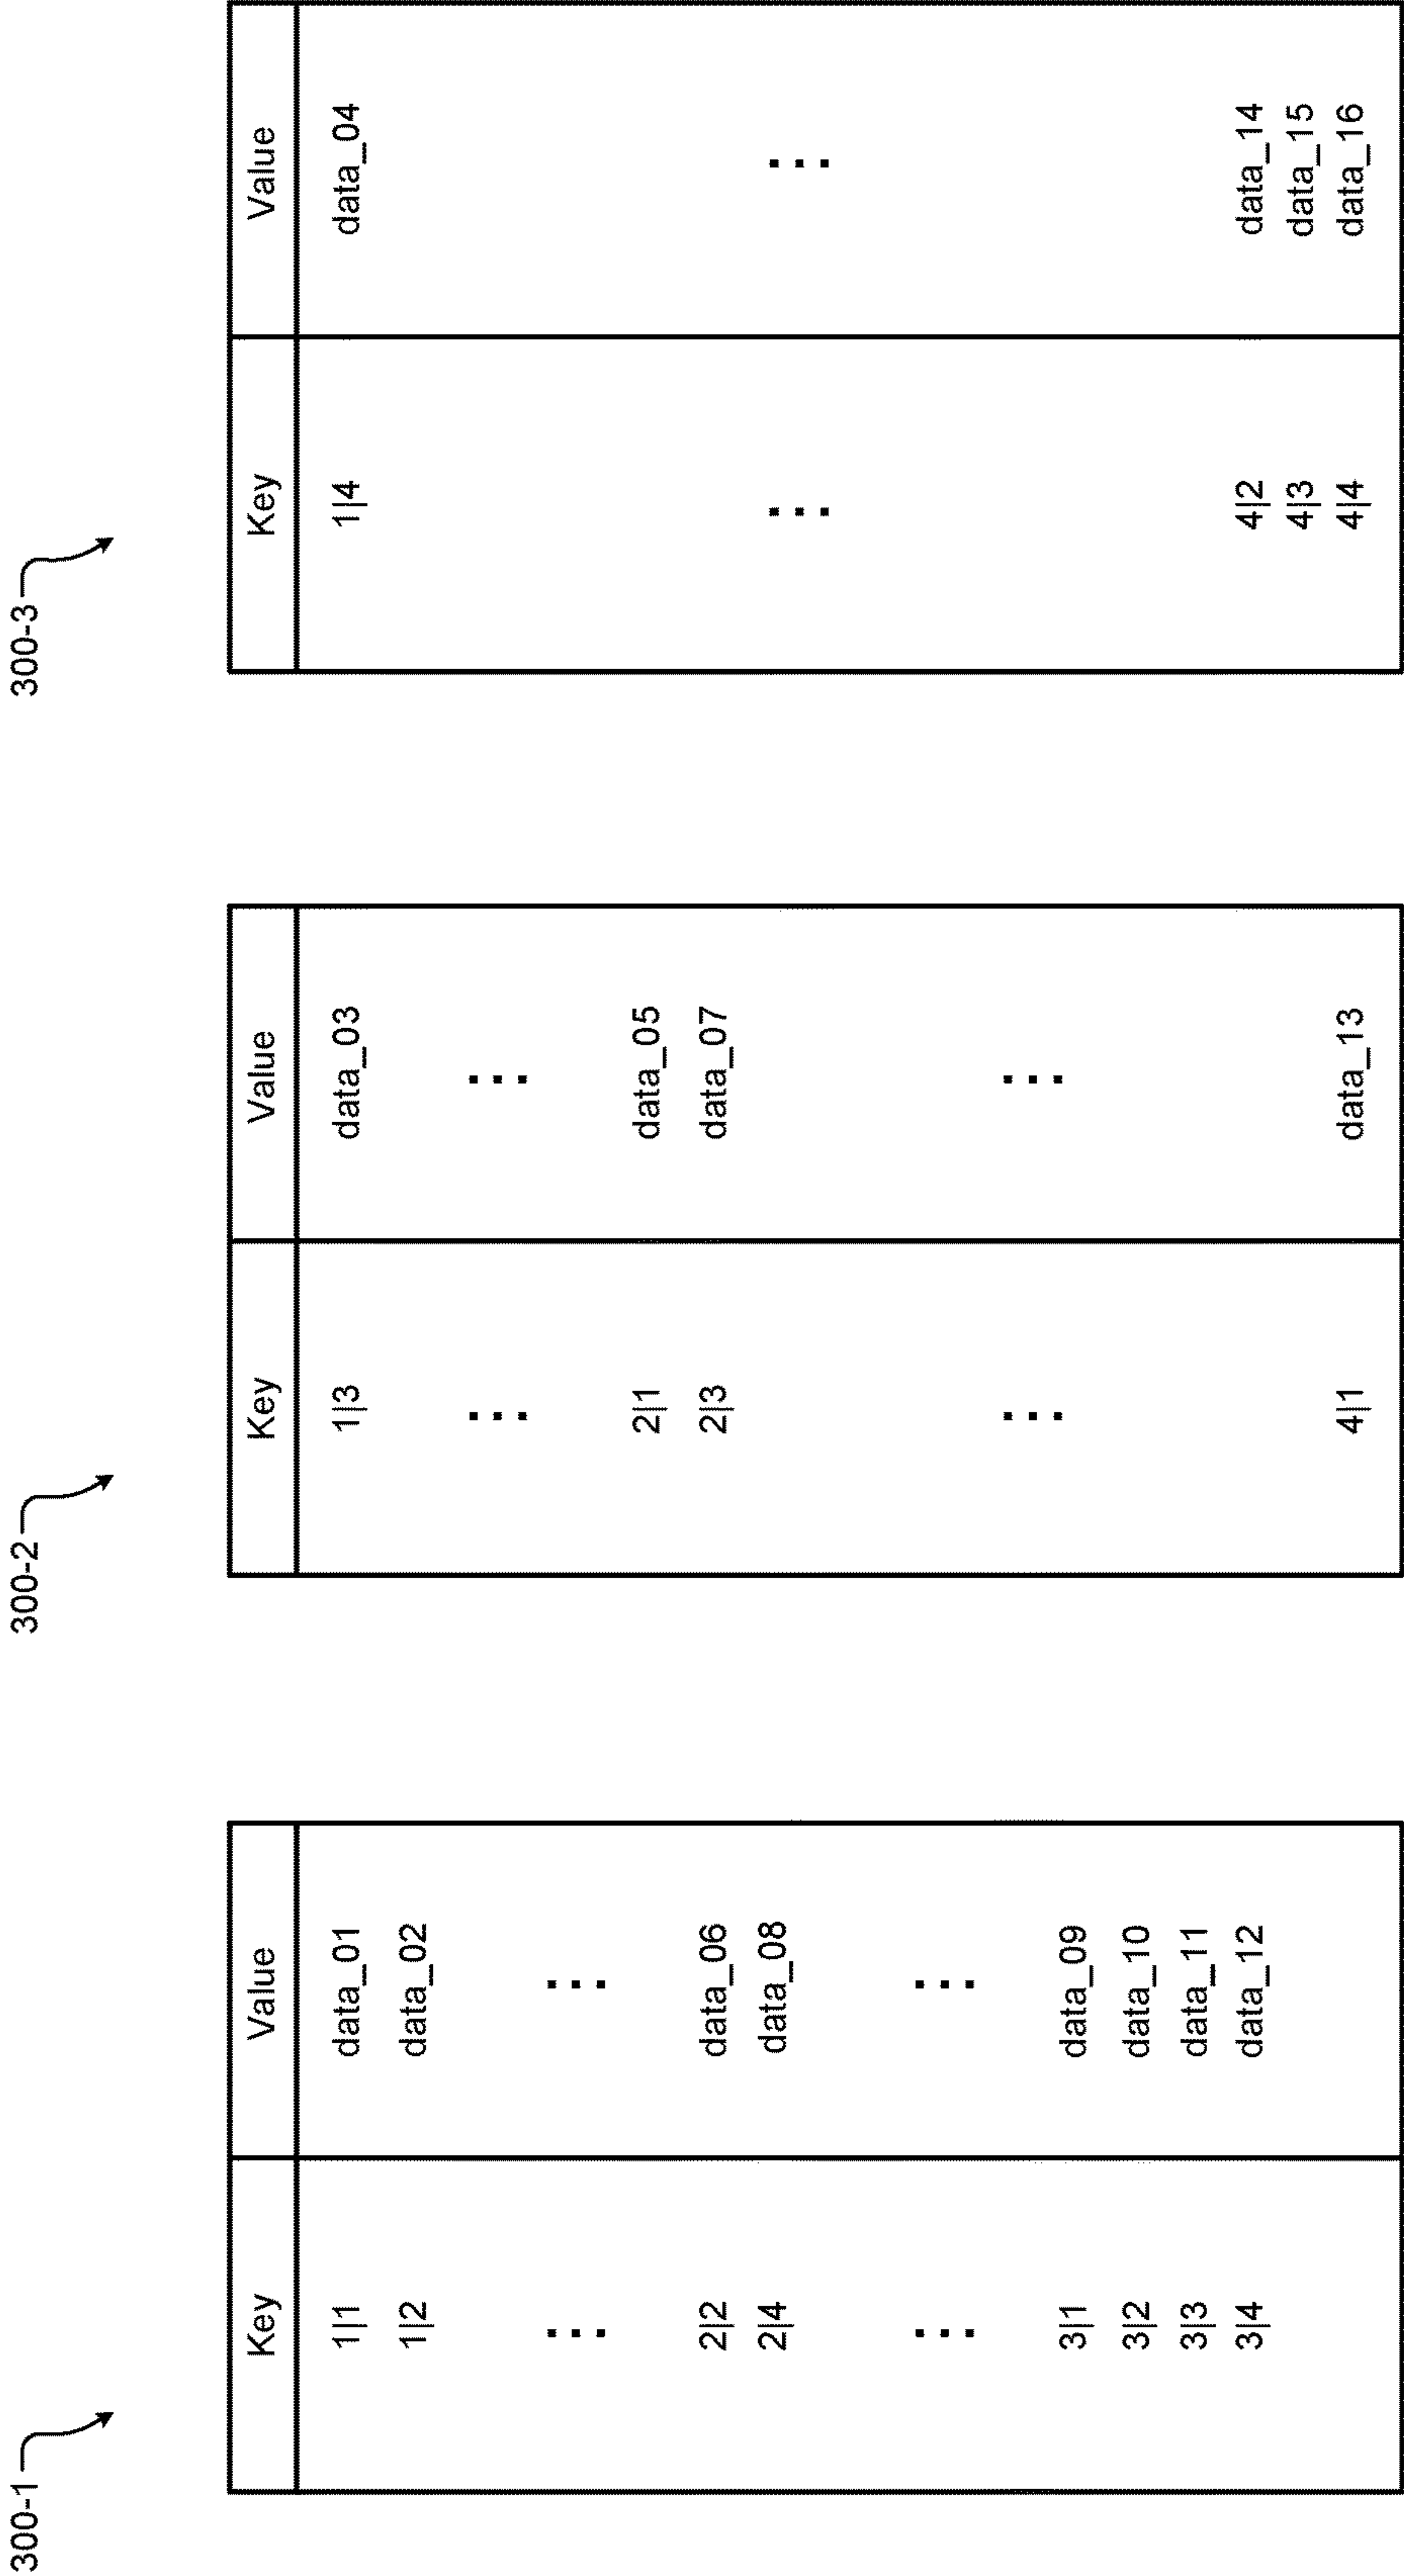 300-1
Key Value
1|1 data_01
1|2 data_02
⋮ ⋮
2|2 data_06
2|4 data_08
⋮ ⋮
3|1 data_09
3|2 data_10
3|3 data_11
3|4 data_12
300-2
Key Value
1|3 data_03
⋮ ⋮
2|1 data_05
2|3 data_07
⋮ ⋮
4|1 data_13
300-3
Key Value
1|4 data_04
⋮ ⋮
4|2 data_14
4|3 data_15
4|4 data_16